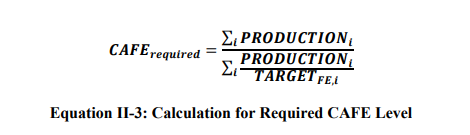 CAFE_required = Σ_i PRODUCTION_i / Σ_i (PRODUCTION_i / TARGET_FE,i)
Equation II-3: Calculation for Required CAFE Level